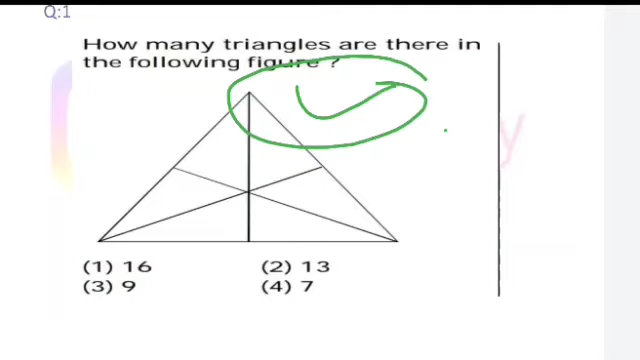 Q:1
How many triangles are there in
the following figure ?
(1) 16 (2) 13
(3) 9 (4) 7
y